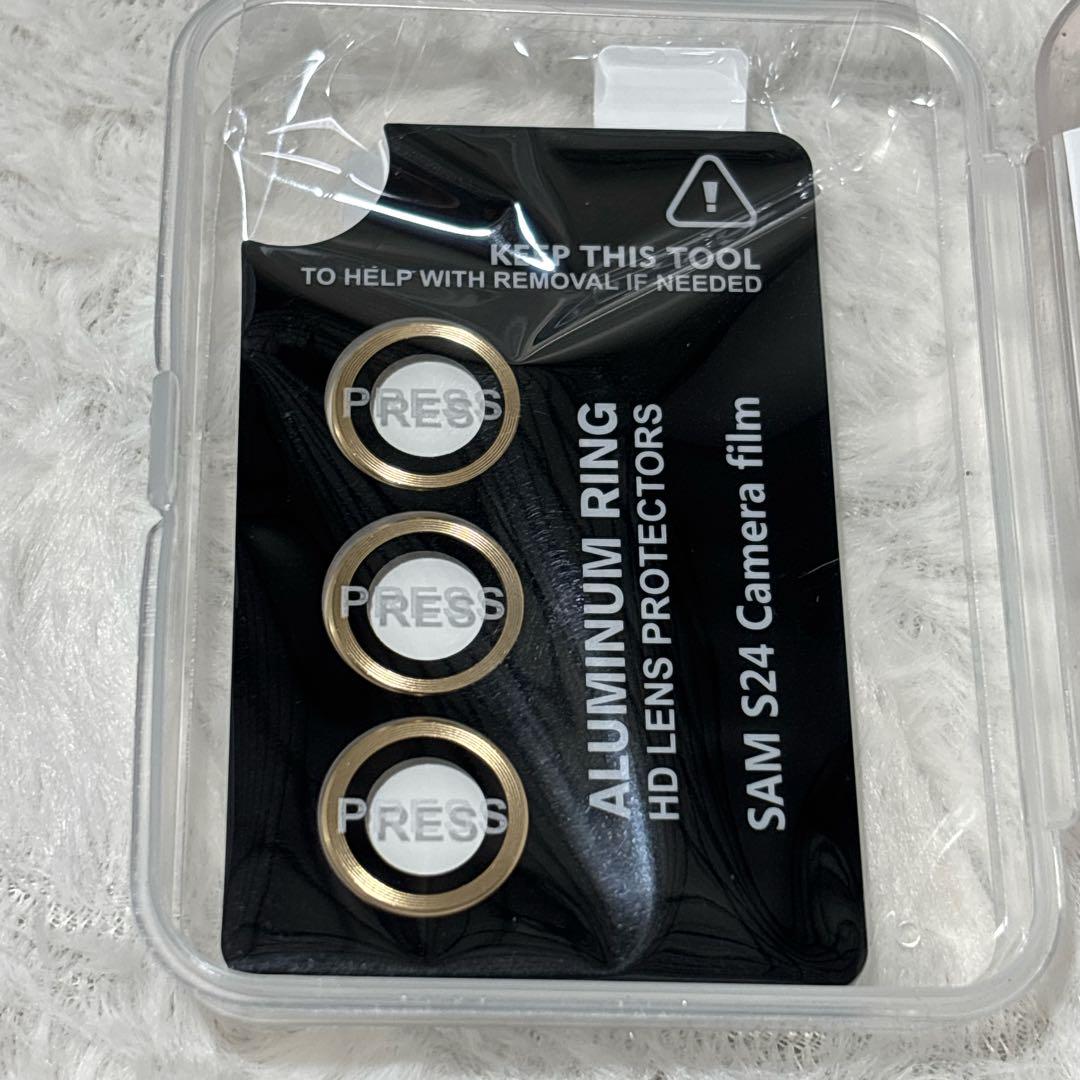 KEEP THIS TOOL
TO HELP WITH REMOVAL IF NEEDED
PRESS
PRESS
PRESS
ALUMINUM RING
HD LENS PROTECTORS
SAM S24 Camera film